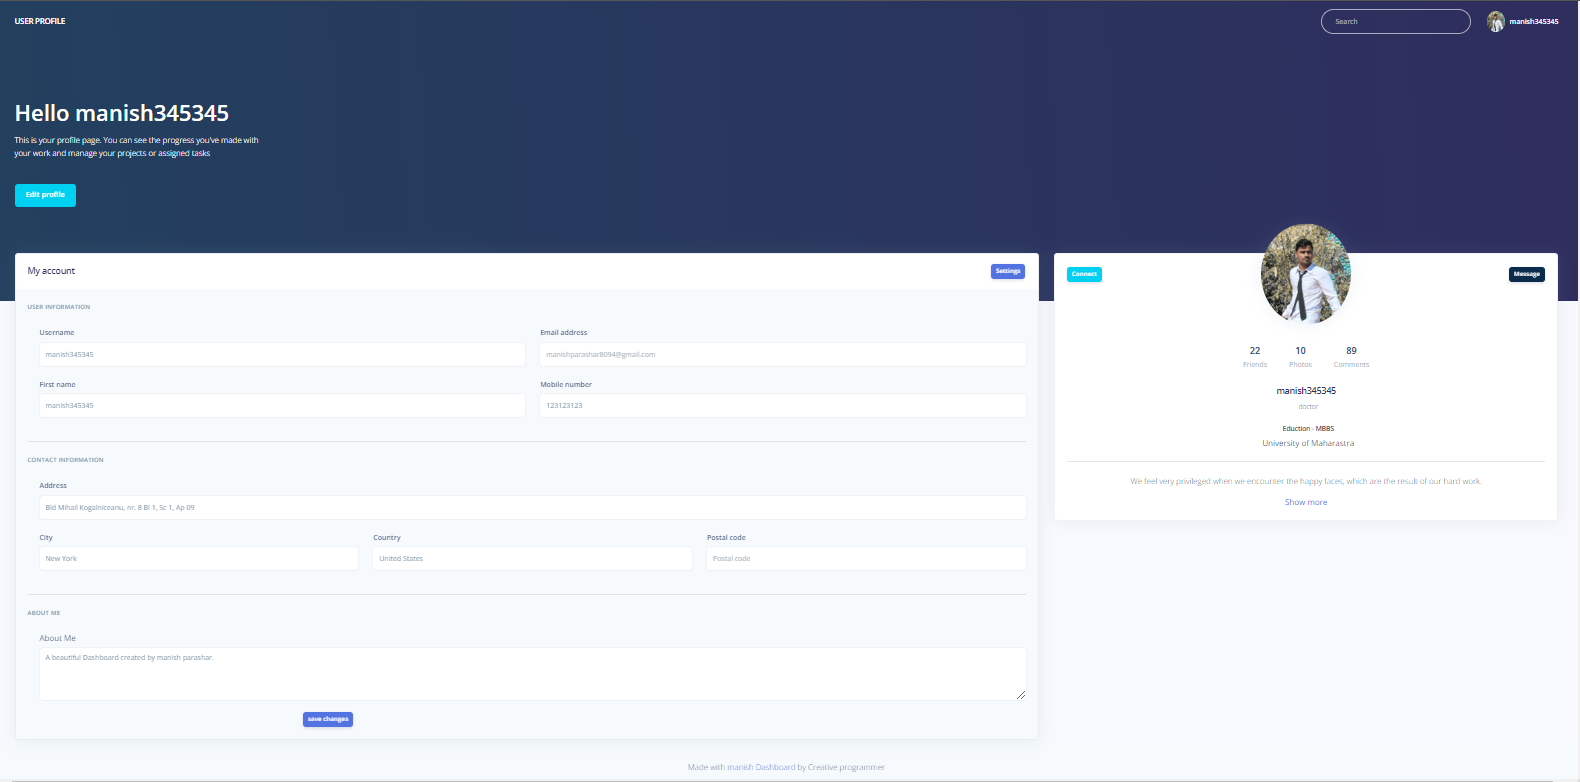 USER PROFILE
Search
manish345345
Hello manish345345
This is your profile page. You can see the progress you've made with
your work and manage your projects or assigned tasks
Edit profile
My account
Settings
USER INFORMATION
Username
Email address
manish345345
manishparashar8094@gmail.com
First name
Mobile number
manish345345
123123123
CONTACT INFORMATION
Address
Bld Mihail Kogalniceanu, nr. 8 Bl 1, Sc 1, Ap 09
City
Country
Postal code
New York
United States
Postal code
ABOUT ME
About Me
A beautiful Dashboard created by manish parashar.
save changes
Connect
Message
22
10
89
Friends
Photos
Comments
manish345345
doctor
Eduction - MBBS
University of Maharastra
We feel very privileged when we encounter the happy faces, which are the result of our hard work.
Show more
Made with manish Dashboard by Creative programmer